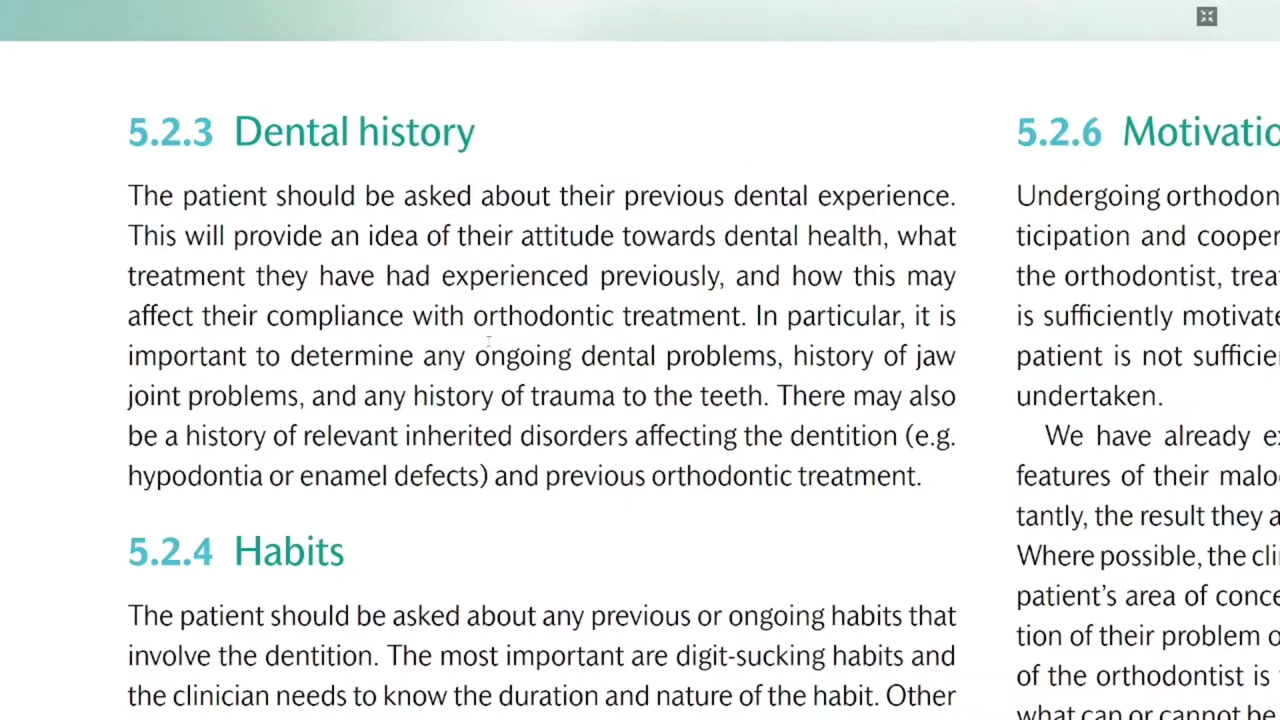 5.2.3 Dental history
The patient should be asked about their previous dental experience.
This will provide an idea of their attitude towards dental health, what
treatment they have had experienced previously, and how this may
affect their compliance with orthodontic treatment. In particular, it is
important to determine any ongoing dental problems, history of jaw
joint problems, and any history of trauma to the teeth. There may also
be a history of relevant inherited disorders affecting the dentition (e.g.
hypodontia or enamel defects) and previous orthodontic treatment.
5.2.4 Habits
The patient should be asked about any previous or ongoing habits that
involve the dentition. The most important are digit-sucking habits and
the clinician needs to know the duration and nature of the habit. Other
5.2.6
Undergoing
ticipation and
the orthodontist,
is sufficiently
patient is not
undertaken.
We have already
features of their
tantly, the result they
Where possible, the
patient's area of
tion of their problem
of the orthodontist is
what can or cannot be